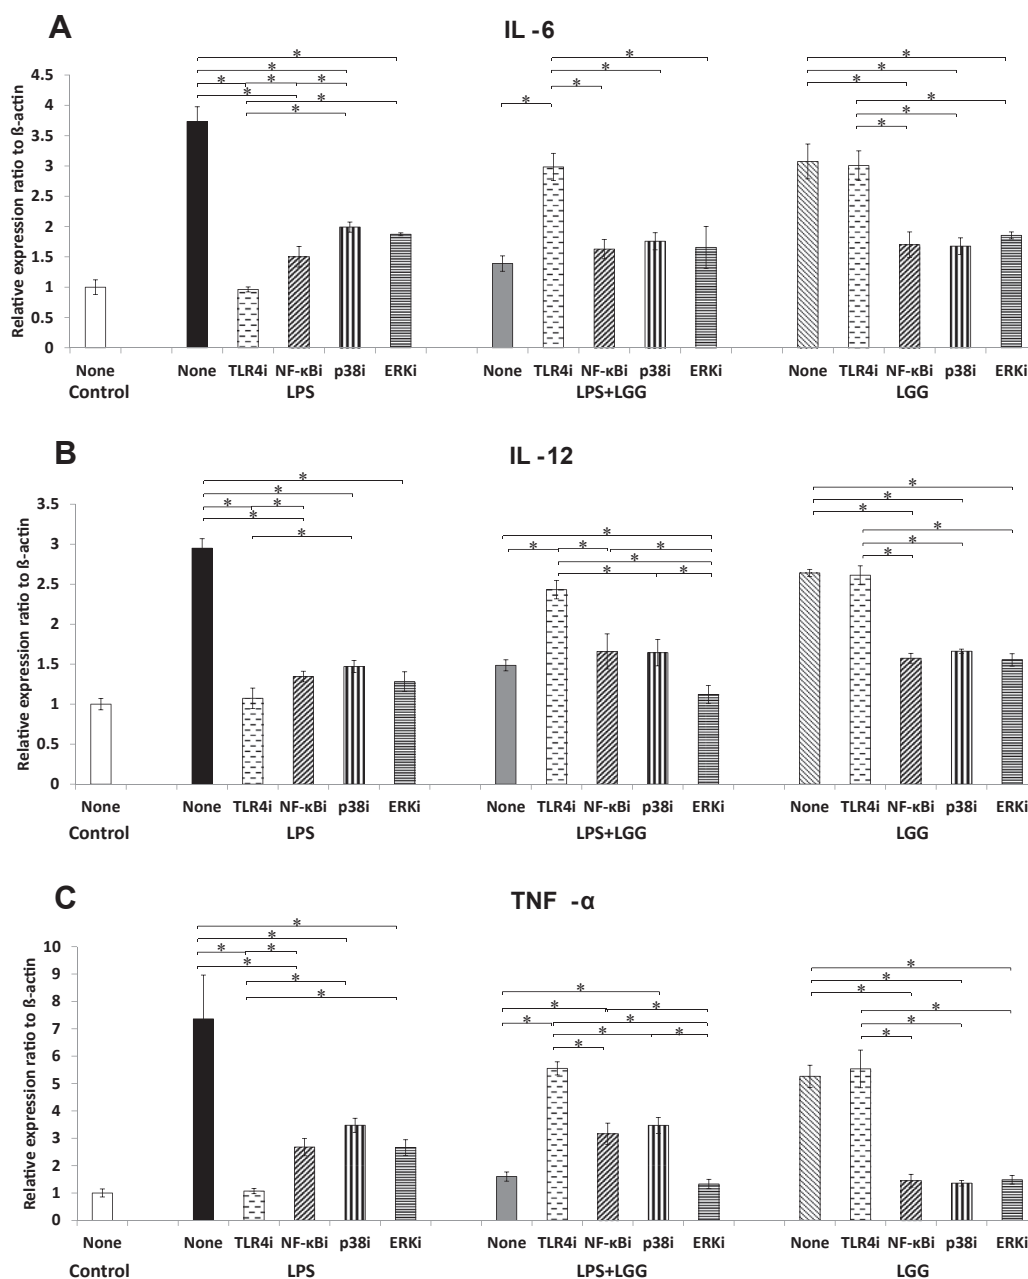 A
IL -6
Relative expression ratio to ß-actin
4.5
4
3.5
3
2.5
2
1.5
1
0.5
0
* * * * * * * *
* * * *
* * * * * *
None None TLR4i NF-κBi p38i ERKi None TLR4i NF-κBi p38i ERKi None TLR4i NF-κBi p38i ERKi
Control LPS LPS+LGG LGG
B
IL -12
Relative expression ratio to ß-actin
3.5
3
2.5
2
1.5
1
0.5
0
* * * * * *
* * * * * * *
* * * * * *
None None TLR4i NF-κBi p38i ERKi None TLR4i NF-κBi p38i ERKi None TLR4i NF-κBi p38i ERKi
Control LPS LPS+LGG LGG
C
TNF -α
Relative expression ratio to ß-actin
10
9
8
7
6
5
4
3
2
1
0
* * * * * * *
* * * * * * * *
* * * * * *
None None TLR4i NF-κBi p38i ERKi None TLR4i NF-κBi p38i ERKi None TLR4i NF-κBi p38i ERKi
Control LPS LPS+LGG LGG